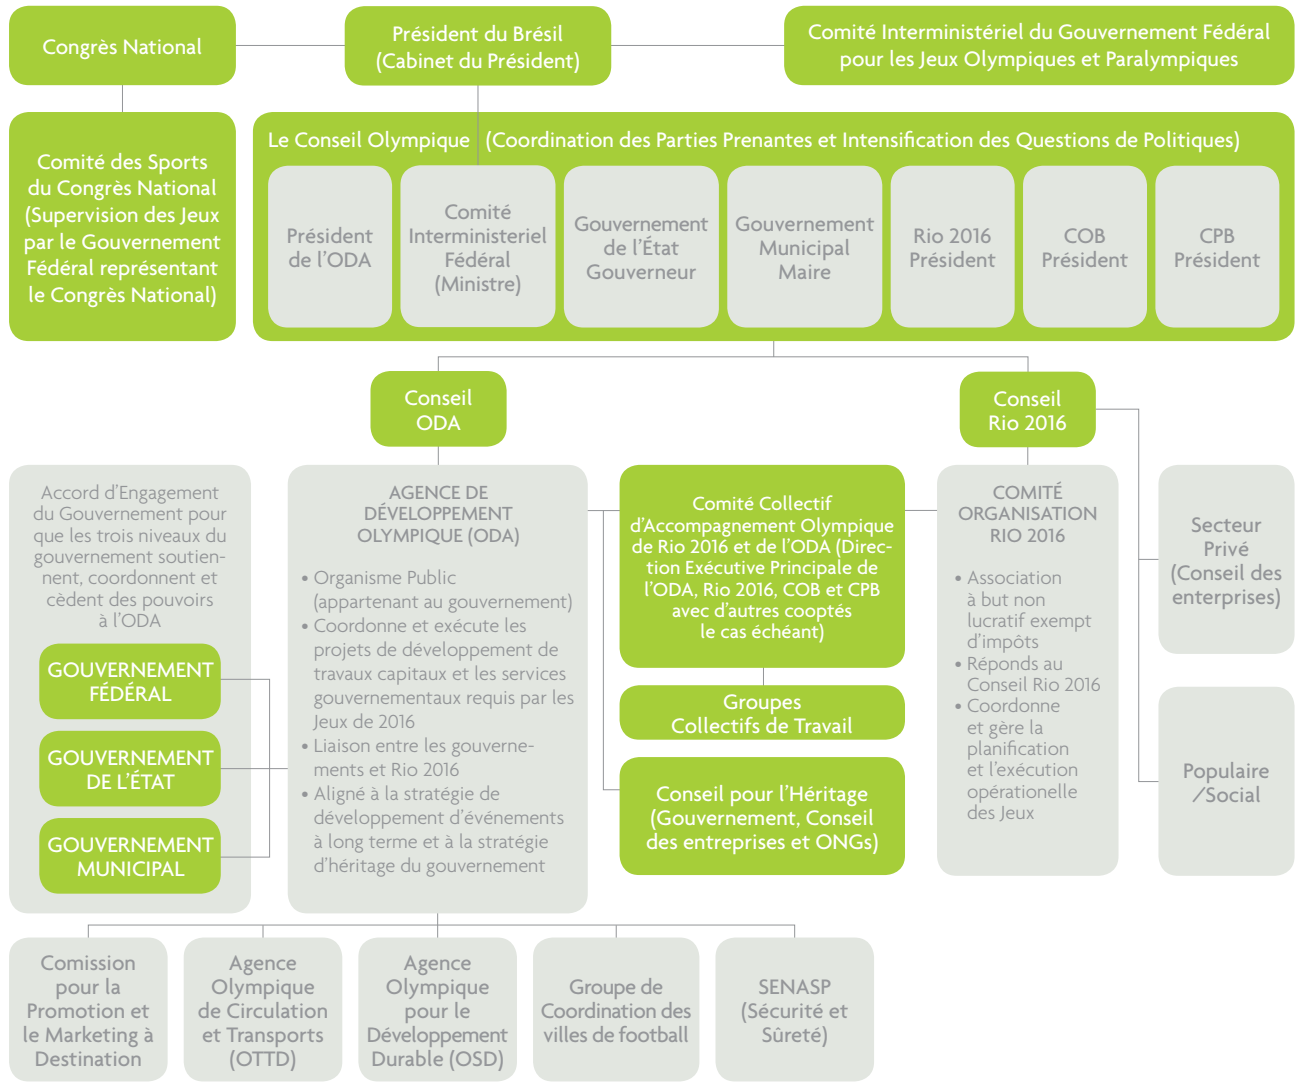 Congrès National
Président du Brésil
(Cabinet du Président)
Comité Interministériel du Gouvernement Fédéral
pour les Jeux Olympiques et Paralympiques
Comité des Sports
du Congrès National
(Supervision des Jeux
par le Gouvernement
Fédéral représentant
le Congrès National)
Le Conseil Olympique (Coordination des Parties Prenantes et Intensification des Questions de Politiques)
Président
de l'ODA
Comité
Interministeriel
Fédéral
(Ministre)
Gouvernement
de l'État
Gouverneur
Gouvernement
Municipal
Maire
Rio 2016
Président
COB
Président
CPB
Président
Conseil
ODA
Conseil
Rio 2016
Accord d'Engagement
du Gouvernement pour
que les trois niveaux du
gouvernement soutien-
nent, coordonnent et
cèdent des pouvoirs
à l'ODA
GOUVERNEMENT
FÉDÉRAL
GOUVERNEMENT
DE L'ÉTAT
GOUVERNEMENT
MUNICIPAL
AGENCE DE
DÉVELOPPEMENT
OLYMPIQUE (ODA)
• Organisme Public
(appartenant au gouvernement)
• Coordonne et exécute les
projets de développement de
travaux capitaux et les services
gouvernementaux requis par les
Jeux de 2016
• Liaison entre les gouverne-
ments et Rio 2016
• Aligné à la stratégie de
développement d'événements
à long terme et à la stratégie
d'héritage du gouvernement
Comité Collectif
d'Accompagnement Olympique
de Rio 2016 et de l'ODA (Direc-
tion Exécutive Principale de
l'ODA, Rio 2016, COB et CPB
avec d'autres cooptés
le cas échéant)
Groupes
Collectifs de Travail
Conseil pour l'Héritage
(Gouvernement, Conseil
des entreprises et ONGs)
COMITÉ
ORGANISATION
RIO 2016
• Association
à but non
lucratif exempt
d'impôts
• Réponds au
Conseil Rio 2016
• Coordonne
et gère la
planification
et l'exécution
opérationelle
des Jeux
Secteur
Privé
(Conseil des
enterprises)
Populaire
/Social
Comission
pour la
Promotion et
le Marketing à
Destination
Agence
Olympique
de Circulation
et Transports
(OTTD)
Agence
Olympique
pour le
Développement
Durable (OSD)
Groupe de
Coordination des
villes de football
SENASP
(Sécurité et
Sûreté)